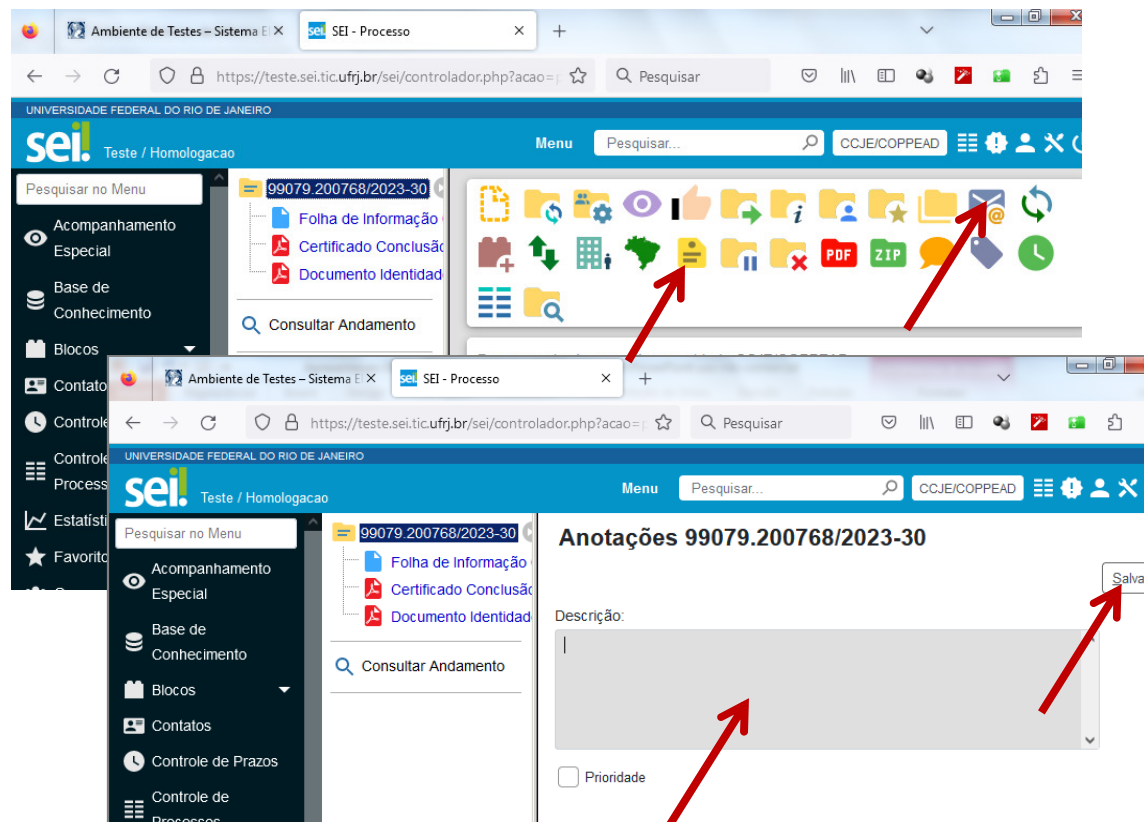 Ambiente de Testes – Sistema E
sei. SEI - Processo
https://teste.sei.tic.ufrj.br/sei/controlador.php?acao=p
Pesquisar
UNIVERSIDADE FEDERAL DO RIO DE JANEIRO
sei! Teste / Homologacao
Menu
Pesquisar...
CCJE/COPPEAD
Pesquisar no Menu
Acompanhamento
Especial
Base de
Conhecimento
Blocos
Contato
Controle
Controle
Process
Estatísti
Favorito
99079.200768/2023-30
Folha de Informação
Certificado Conclusão
Documento Identidad
Consultar Andamento
PDF
ZIP
Ambiente de Testes – Sistema E
sei. SEI - Processo
https://teste.sei.tic.ufrj.br/sei/controlador.php?acao=p
Pesquisar
UNIVERSIDADE FEDERAL DO RIO DE JANEIRO
sei! Teste / Homologacao
Menu
Pesquisar...
CCJE/COPPEAD
Pesquisar no Menu
Acompanhamento
Especial
Base de
Conhecimento
Blocos
Contatos
Controle de Prazos
Controle de
Processos
99079.200768/2023-30
Folha de Informação
Certificado Conclusão
Documento Identidad
Consultar Andamento
Anotações 99079.200768/2023-30
Salva
Descrição:
Prioridade